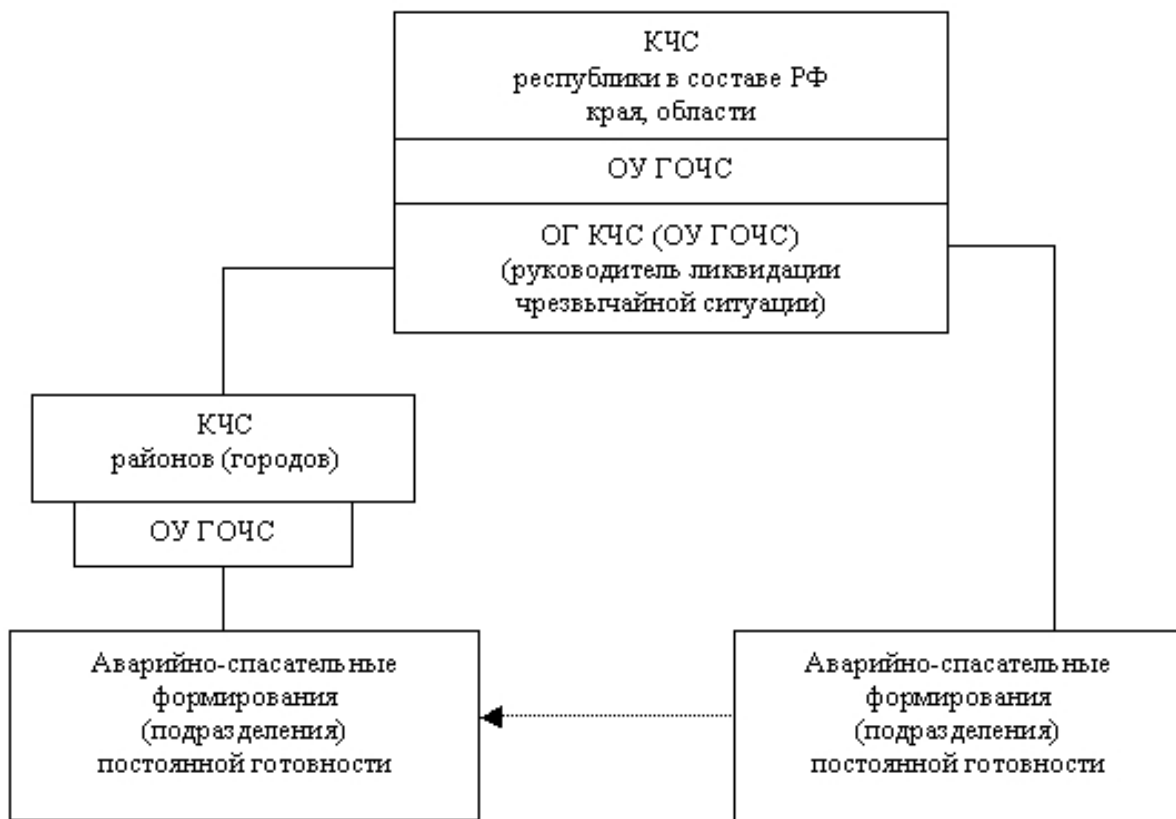 КЧС
республики в составе РФ
края, области
ОУ ГОЧС
ОГ КЧС (ОУ ГОЧС)
(руководитель ликвидации
чрезвычайной ситуации)
КЧС
районов (городов)
ОУ ГОЧС
Аварийно-спасательные
формирования
(подразделения)
постоянной готовности
Аварийно-спасательные
формирования
(подразделения)
постоянной готовности